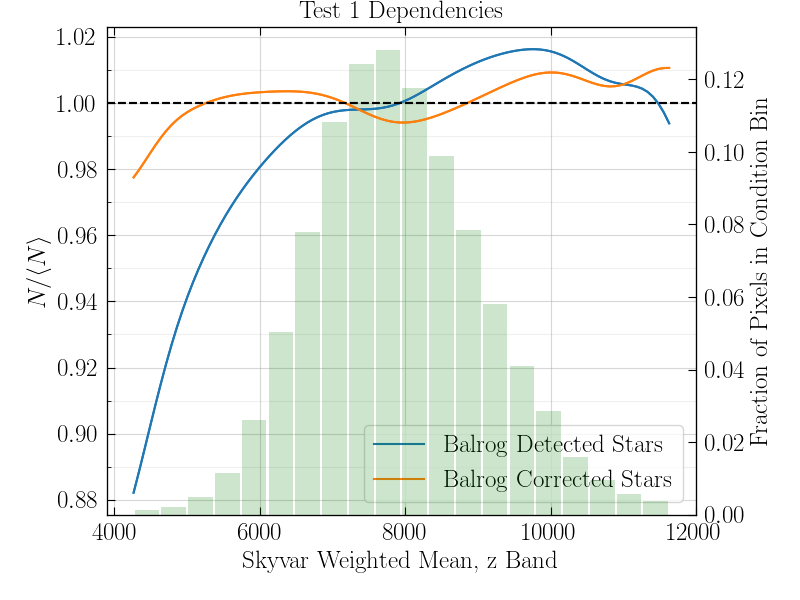 Test 1 Dependencies
1.02
1.00
0.98
0.96
0.94
0.92
0.90
0.88
N/⟨N⟩
0.12
0.10
0.08
0.06
0.04
0.02
0.00
Fraction of Pixels in Condition Bin
Balrog Detected Stars
Balrog Corrected Stars
4000 6000 8000 10000 12000
Skyvar Weighted Mean, z Band